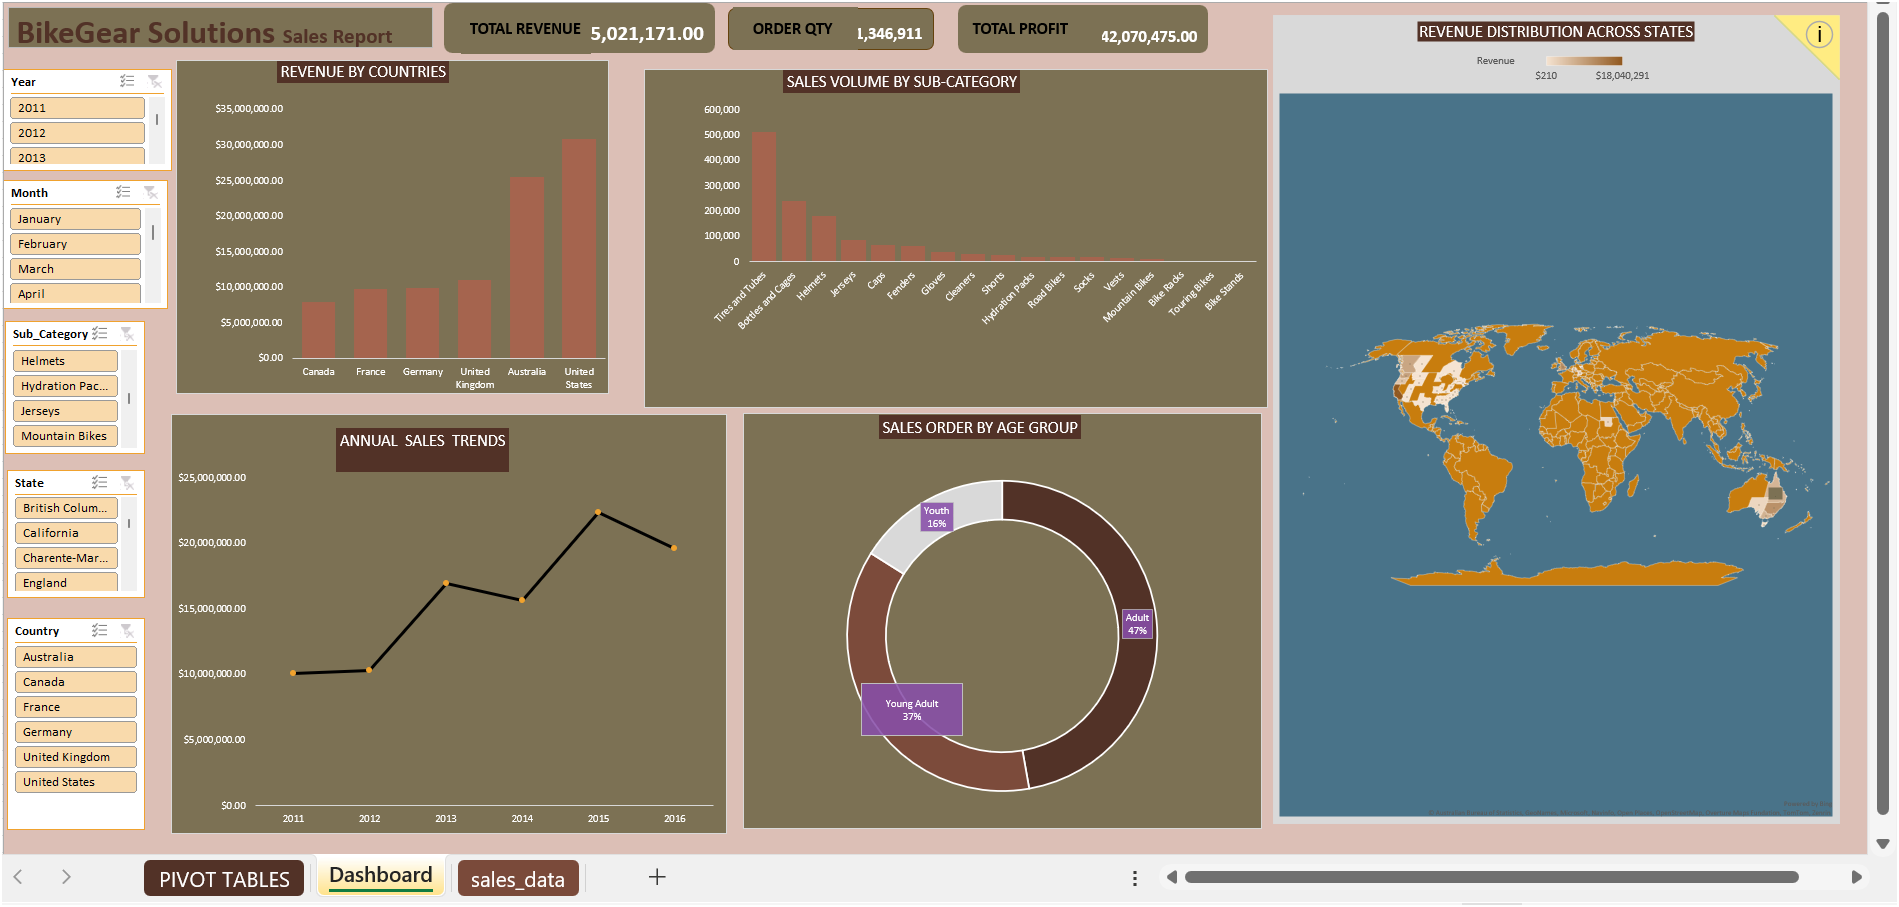 BikeGear Solutions Sales Report
TOTAL REVENUE 5,021,171.00
ORDER QTY 1,346,911
TOTAL PROFIT 42,070,475.00
Year
2011
2012
2013
Month
January
February
March
April
Sub_Category
Helmets
Hydration Pac...
Jerseys
Mountain Bikes
State
British Colum...
California
Charente-Mar...
England
Country
Australia
Canada
France
Germany
United Kingdom
United States
REVENUE BY COUNTRIES
$35,000,000.00
$30,000,000.00
$25,000,000.00
$20,000,000.00
$15,000,000.00
$10,000,000.00
$5,000,000.00
$0.00
Canada
France
Germany
United
Kingdom
Australia
United
States
SALES VOLUME BY SUB-CATEGORY
600,000
500,000
400,000
300,000
200,000
100,000
0
Tires and Tubes
Bottles and Cages
Helmets
Jerseys
Caps
Fenders
Gloves
Cleaners
Shorts
Hydration Packs
Road Bikes
Socks
Vests
Mountain Bikes
Bike Racks
Touring Bikes
Bike Stands
ANNUAL SALES TRENDS
$25,000,000.00
$20,000,000.00
$15,000,000.00
$10,000,000.00
$5,000,000.00
$0.00
2011 2012 2013 2014 2015 2016
SALES ORDER BY AGE GROUP
Youth
16%
Adult
47%
Young Adult
37%
REVENUE DISTRIBUTION ACROSS STATES
i
Revenue
$210 $18,040,291
Powered by Bing
PIVOT TABLES
Dashboard
sales_data